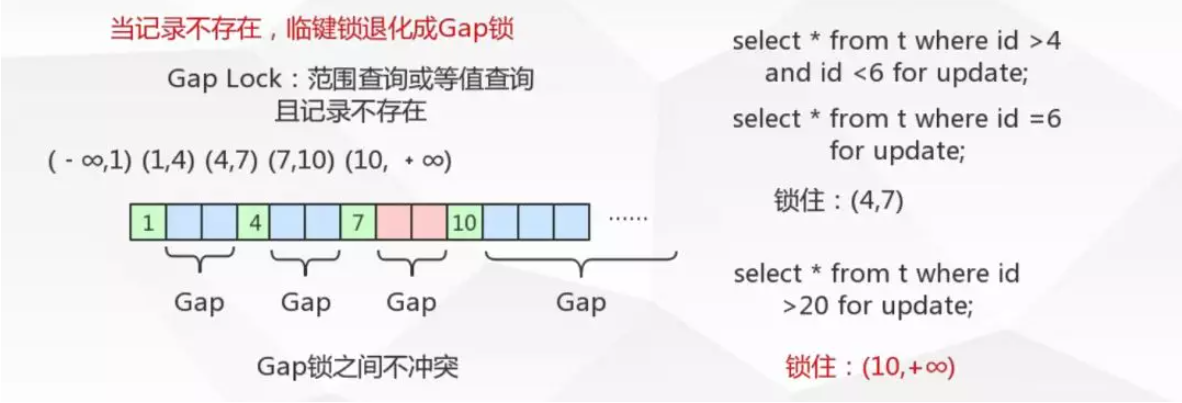 当记录不存在，临键锁退化成Gap锁
Gap Lock：范围查询或等值查询
且记录不存在
(-∞,1) (1,4) (4,7) (7,10) (10, +∞)
1 4 7 10 ......
Gap Gap Gap Gap
Gap锁之间不冲突
select * from t where id >4
and id <6 for update;
select * from t where id =6
for update;
锁住：(4,7)
select * from t where id
>20 for update;
锁住：(10,+∞)